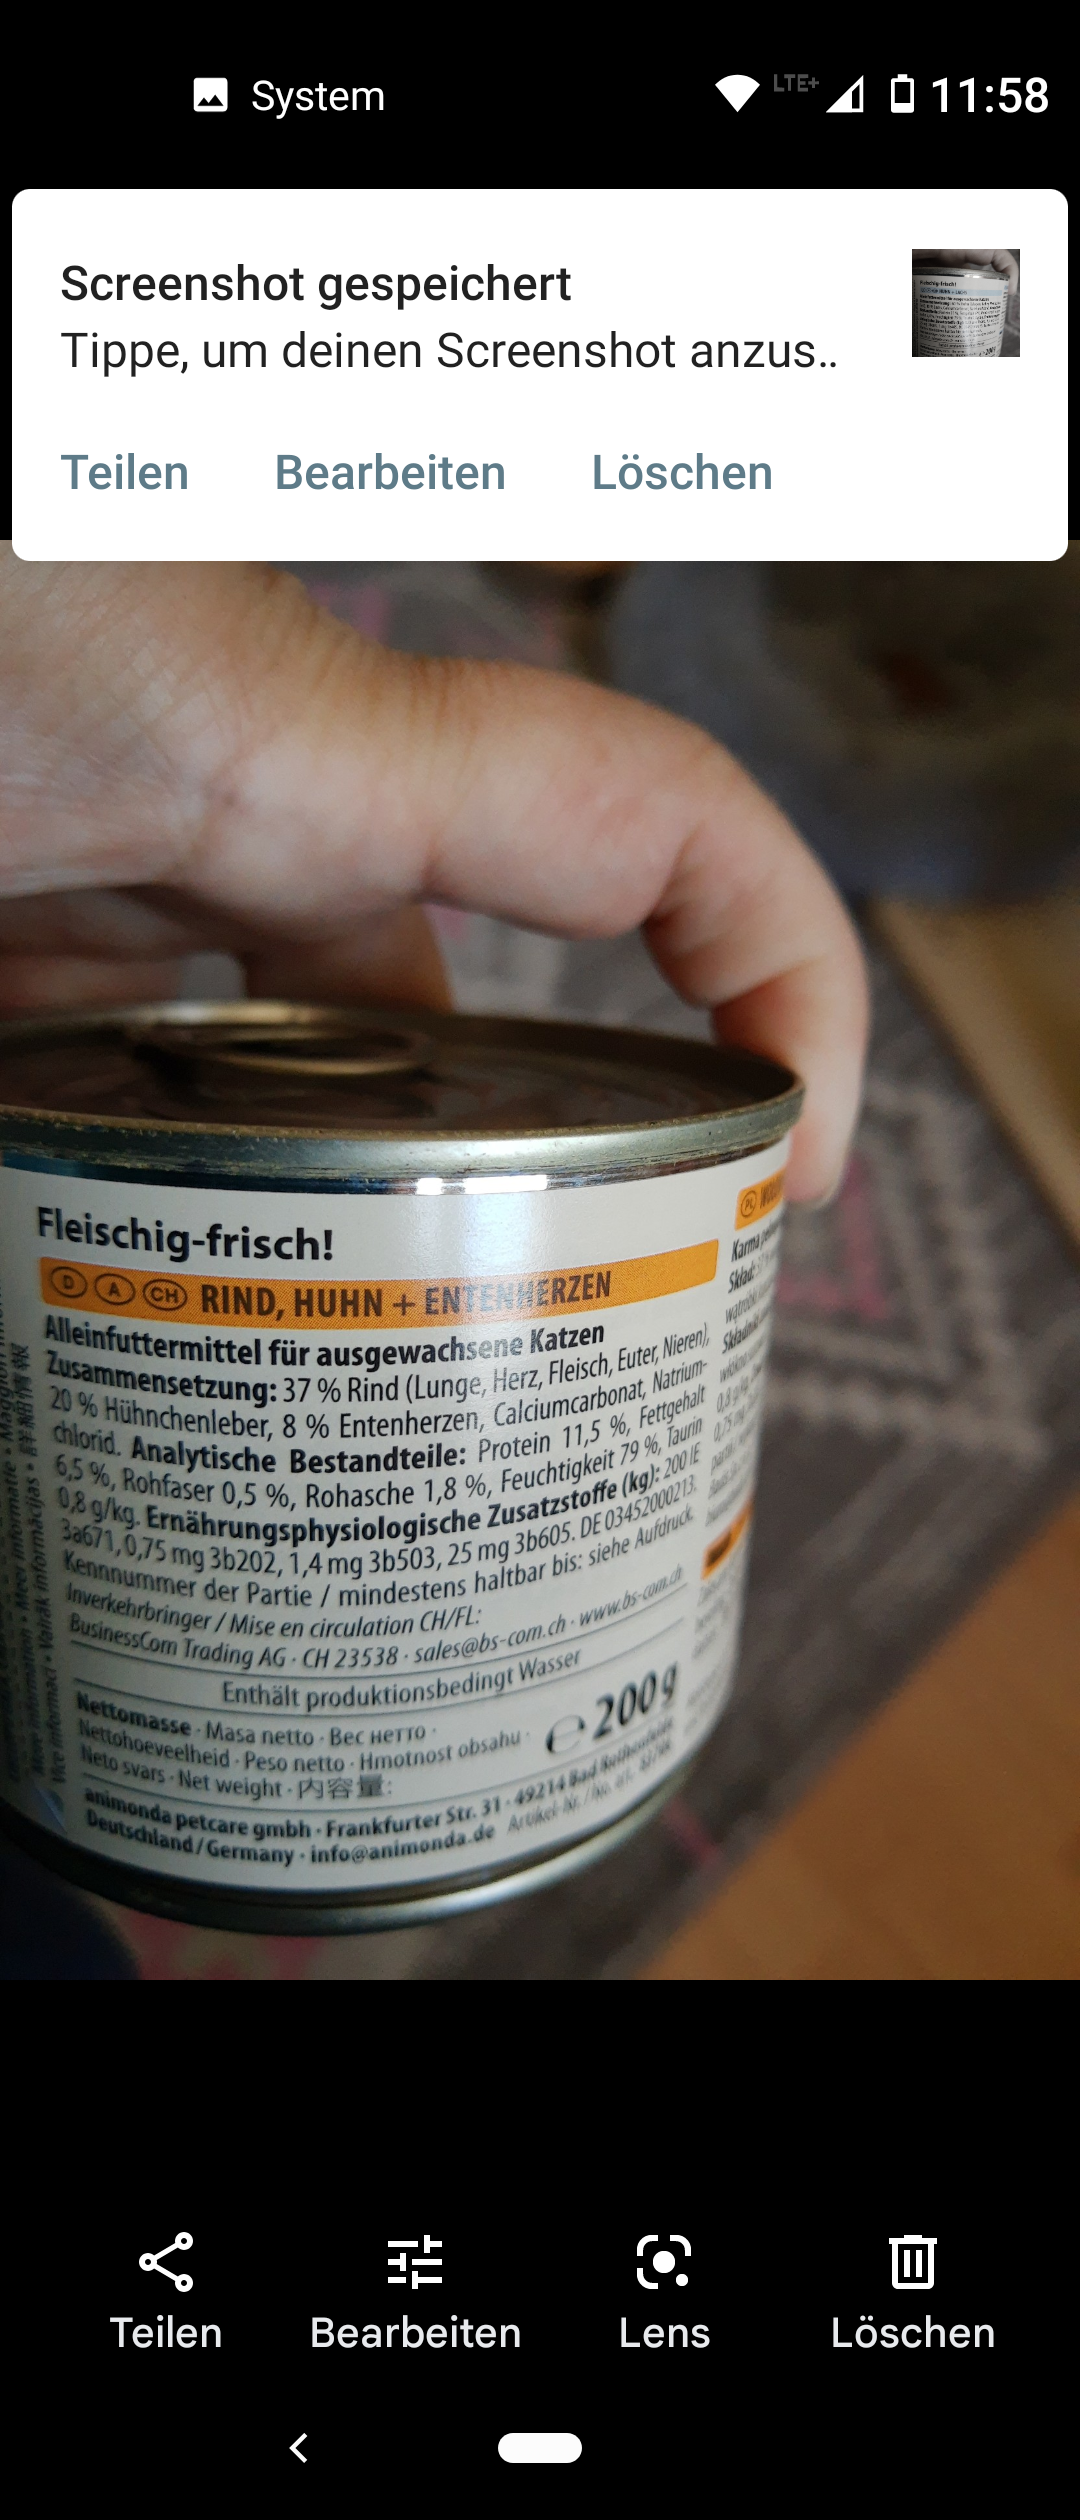 System
LTE+
11:58
Screenshot gespeichert
Tippe, um deinen Screenshot anzus..
Teilen Bearbeiten Löschen
Fleischig-frisch!
D A CH RIND, HUHN + ENTENHERZEN
Alleinfuttermittel für ausgewachsene Katzen
Zusammensetzung: 37 % Rind (Lunge, Herz, Fleisch, Euter, Nieren),
20 % Hühnchenleber, 8 % Entenherzen, Calciumcarbonat, Natrium-
chlorid. Analytische Bestandteile: Protein 11,5 %, Fettgehalt
6,5 %, Rohfaser 0,5 %, Rohasche 1,8 %, Feuchtigkeit 79 %, Taurin
0,8 g/kg. Ernährungsphysiologische Zusatzstoffe (kg): 200 IE
3a671, 0,75 mg 3b202, 1,4 mg 3b503, 25 mg 3b605. DE 03452000213.
Kennnummer der Partie / mindestens haltbar bis: siehe Aufdruck.
Inverkehrbringer / Mise en circulation CH/FL:
BusinessCom Trading AG · CH 23538 · sales@bs-com.ch · www.bs-com.ch
Enthält produktionsbedingt Wasser
Nettomasse · Masa netto · Вес нетто ·
Nettohoeveelheid · Peso netto · Hmotnost obsahu ·
Neto svars · Net weight · 内容量:
℮ 200 g
animonda petcare gmbh · Frankfurter Str. 31 · 49214 Bad Rothenfelde
Deutschland / Germany · info@animonda.de Artikel-Nr. /
PL
Karma
Skład:
Teilen Bearbeiten Lens Löschen